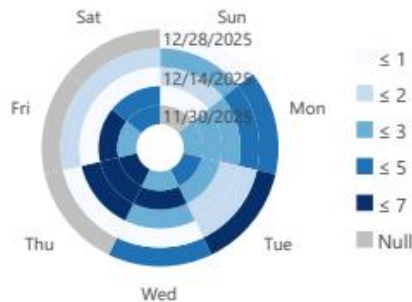 Sat
Sun
12/28/2025
12/14/2025
11/30/2025
Fri
Mon
Thu
Tue
Wed
≤ 1
≤ 2
≤ 3
≤ 5
≤ 7
Null